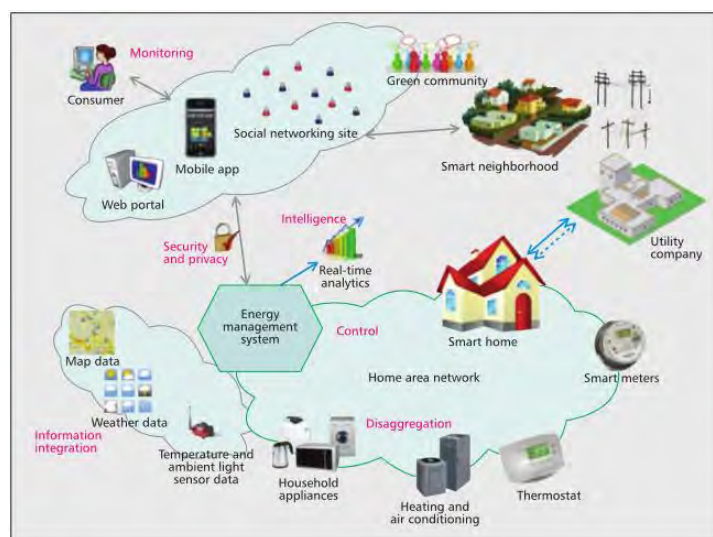 Monitoring
Consumer
Green community
Social networking site
Mobile app
Smart neighborhood
Web portal
Security
and privacy
Intelligence
Real-time
analytics
Utility
company
Energy
management
system
Control
Smart home
Map data
Home area network
Smart meters
Weather data
Information
integration
Disaggregation
Temperature and
ambient light
sensor data
Household
appliances
Heating and
air conditioning
Thermostat